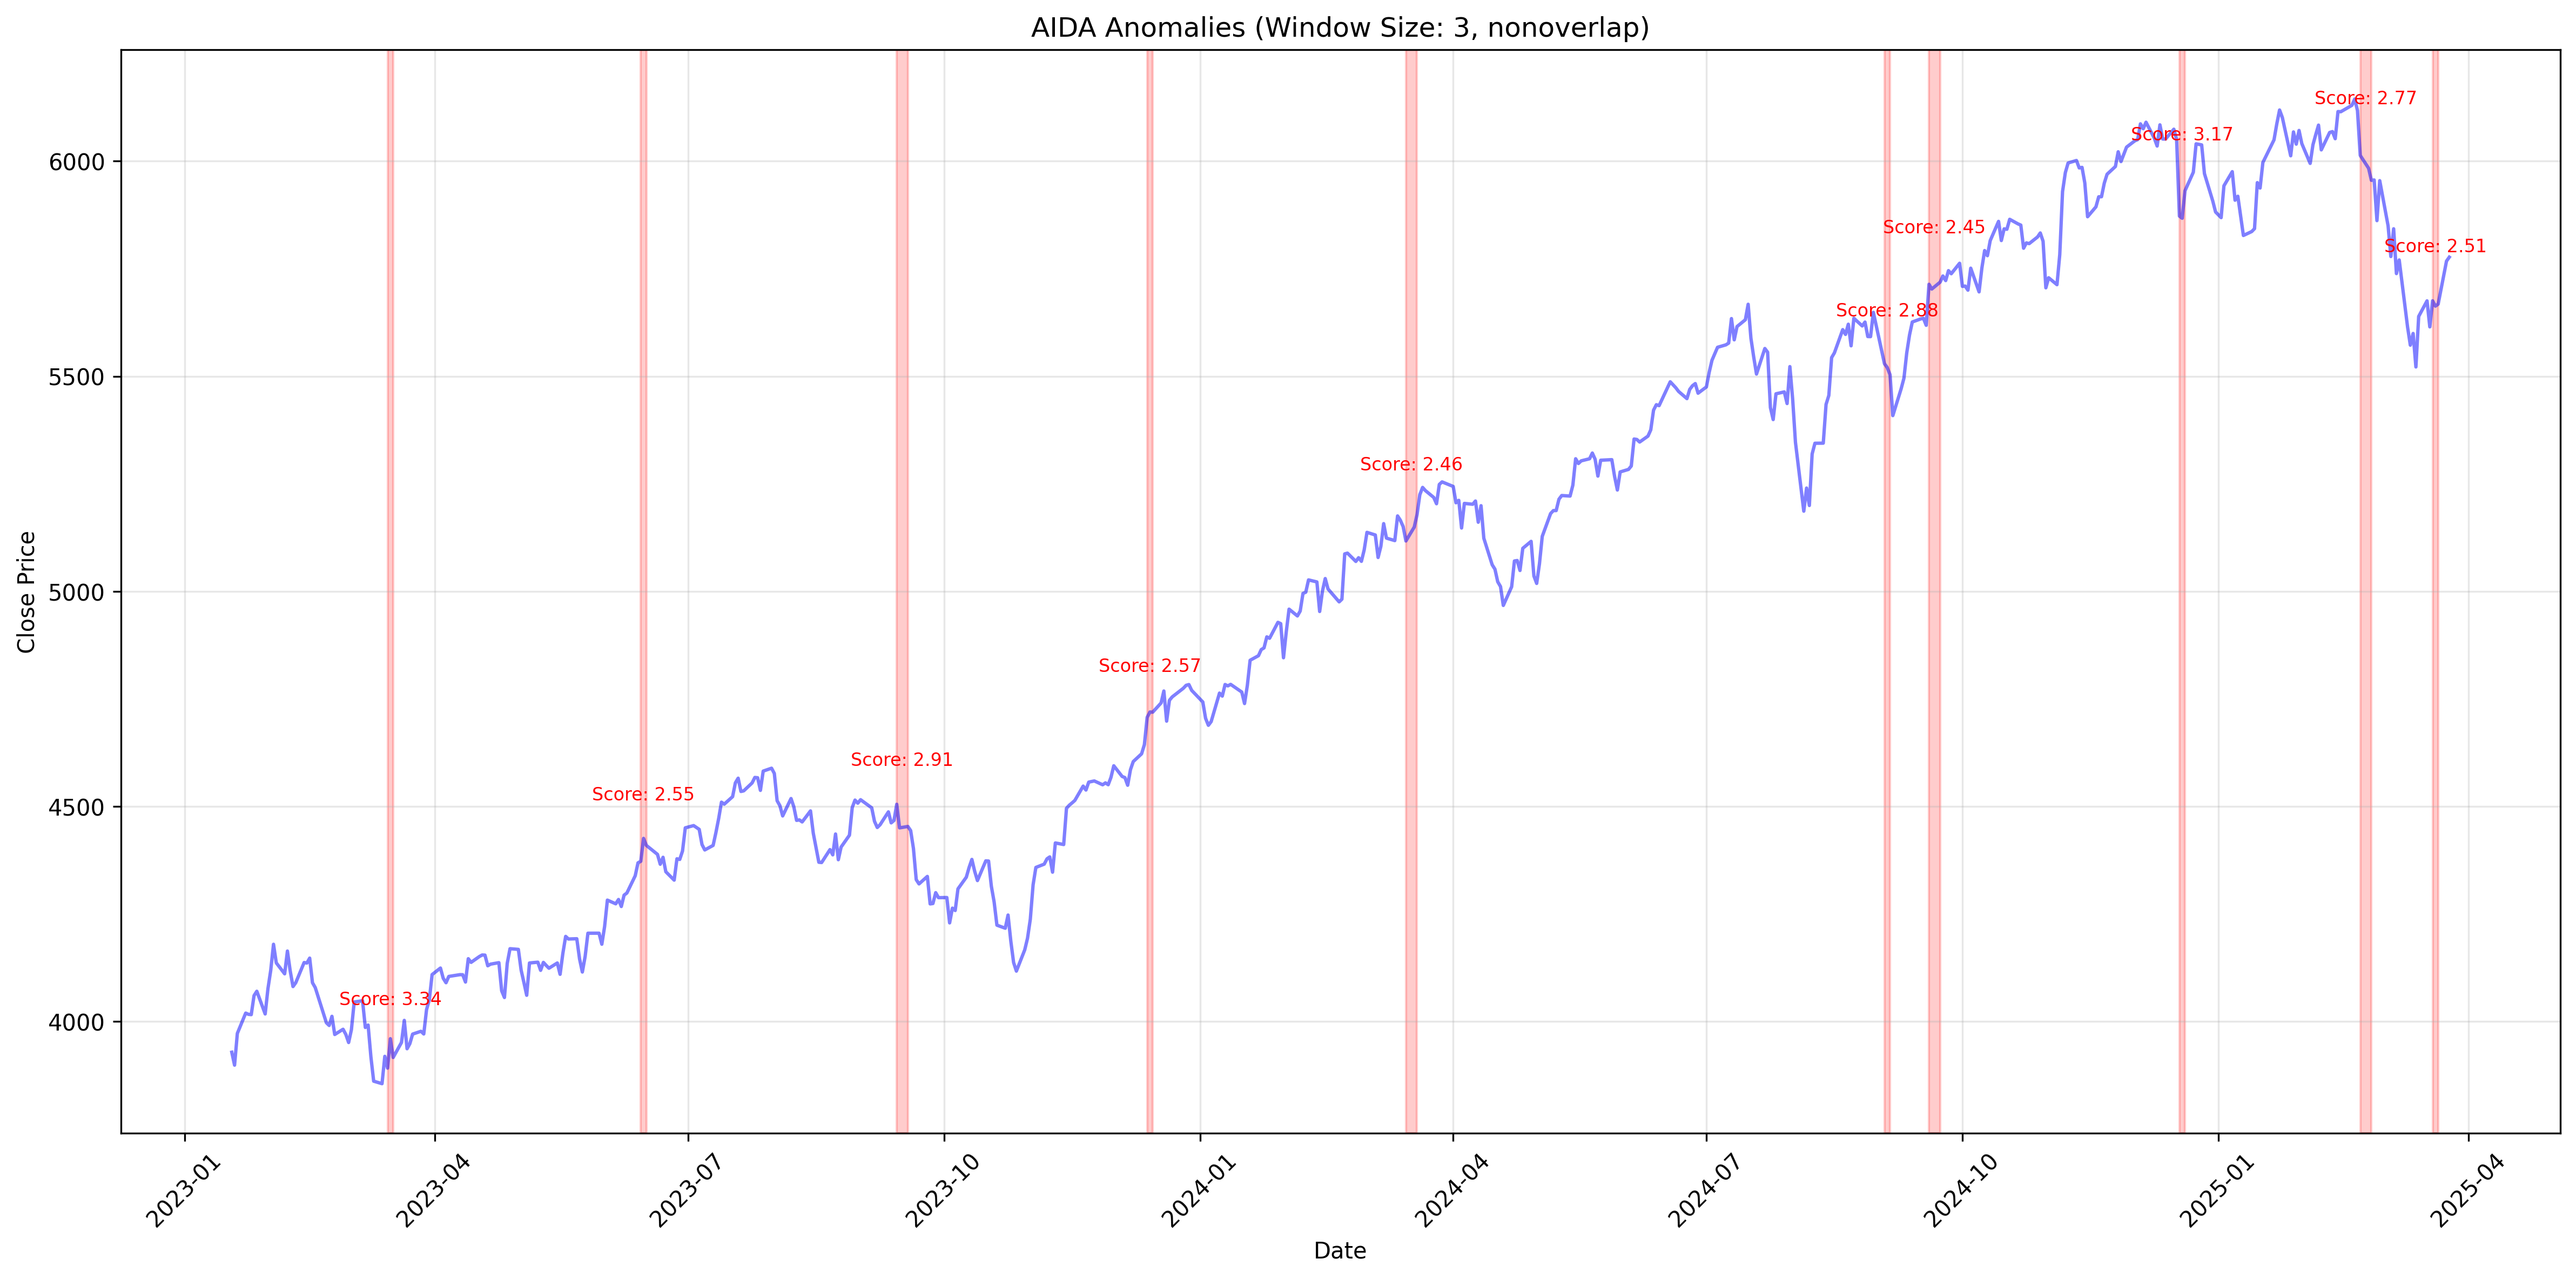 AIDA Anomalies (Window Size: 3, nonoverlap)
Score: 2.77
Score: 3.17
6000
Score: 2.45
Score: 2.51
Score: 2.88
5500
Score: 2.46
5000
Close Price
Score: 2.57
Score: 2.91
Score: 2.55
4500
Score: 3.34
4000
2023-01
2023-04
2023-07
2023-10
2024-01
2024-04
2024-07
2024-10
2025-01
2025-04
Date